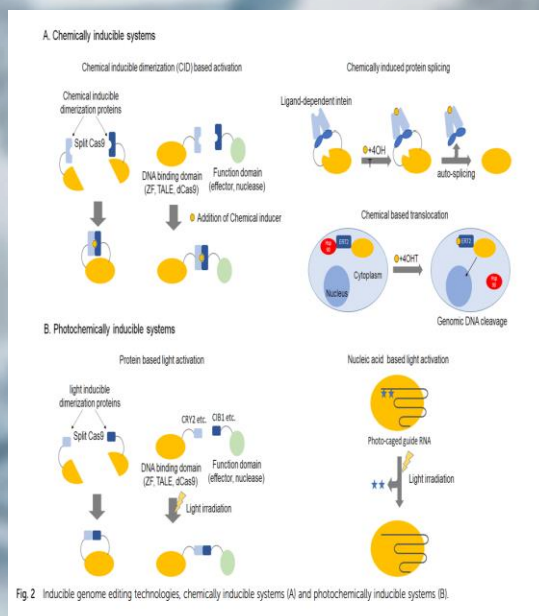 A. Chemically inducible systems
Chemical inducible dimerization (CID) based activation
Chemical inducible
dimerization proteins
Split Cas9
DNA binding domain
(ZF, TALE, dCas9)
Function domain
(effector, nuclease)
Addition of Chemical inducer
Chemically induced protein splicing
Ligand-dependent intein
+4OH
T
auto-splicing
Chemical based translocation
Hsp
90
ERT2
Cytoplasm
Nucleus
+4OHT
ERT2
Hsp
90
Genomic DNA cleavage
B. Photochemically inducible systems
Protein based light activation
light inducible
dimerization proteins
Split Cas9
CRY2 etc.
CIB1 etc.
DNA binding domain
(ZF, TALE, dCas9)
Function domain
(effector, nuclease)
Light irradiation
Nucleic acid based light activation
Photo-caged guide RNA
Light irradiation
Fig. 2 Inducible genome editing technologies, chemically inducible systems (A) and photochemically inducible systems (B).